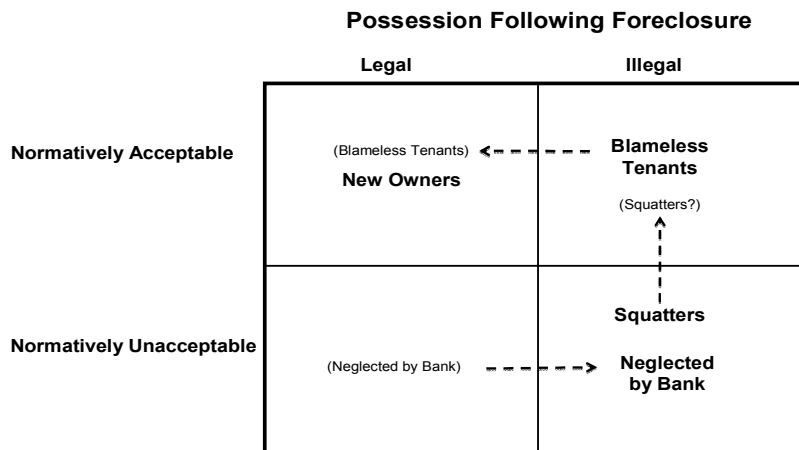 Possession Following Foreclosure
Legal
Illegal
Normatively Acceptable
(Blameless Tenants)
New Owners
Blameless
Tenants
(Squatters?)
Normatively Unacceptable
(Neglected by Bank)
Squatters
Neglected
by Bank